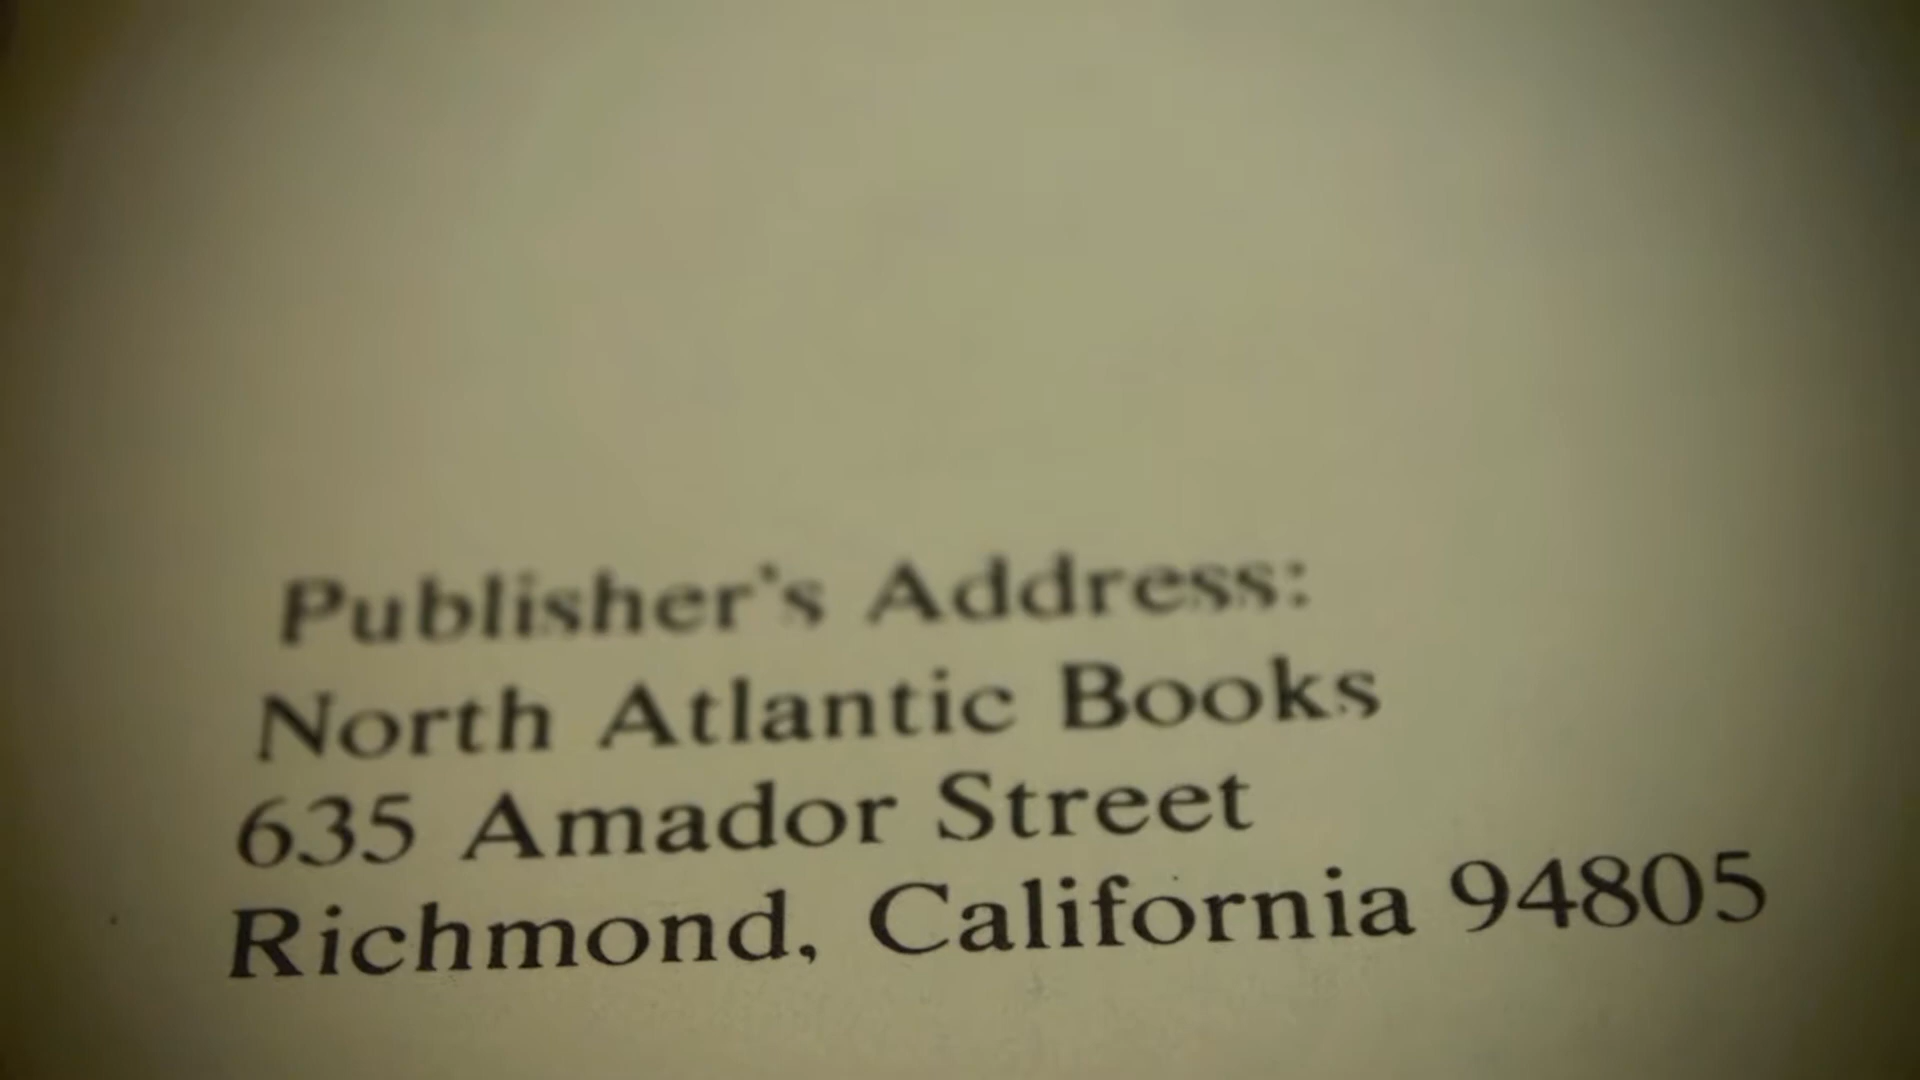 Publisher's Address:
North Atlantic Books
635 Amador Street
Richmond, California 94805